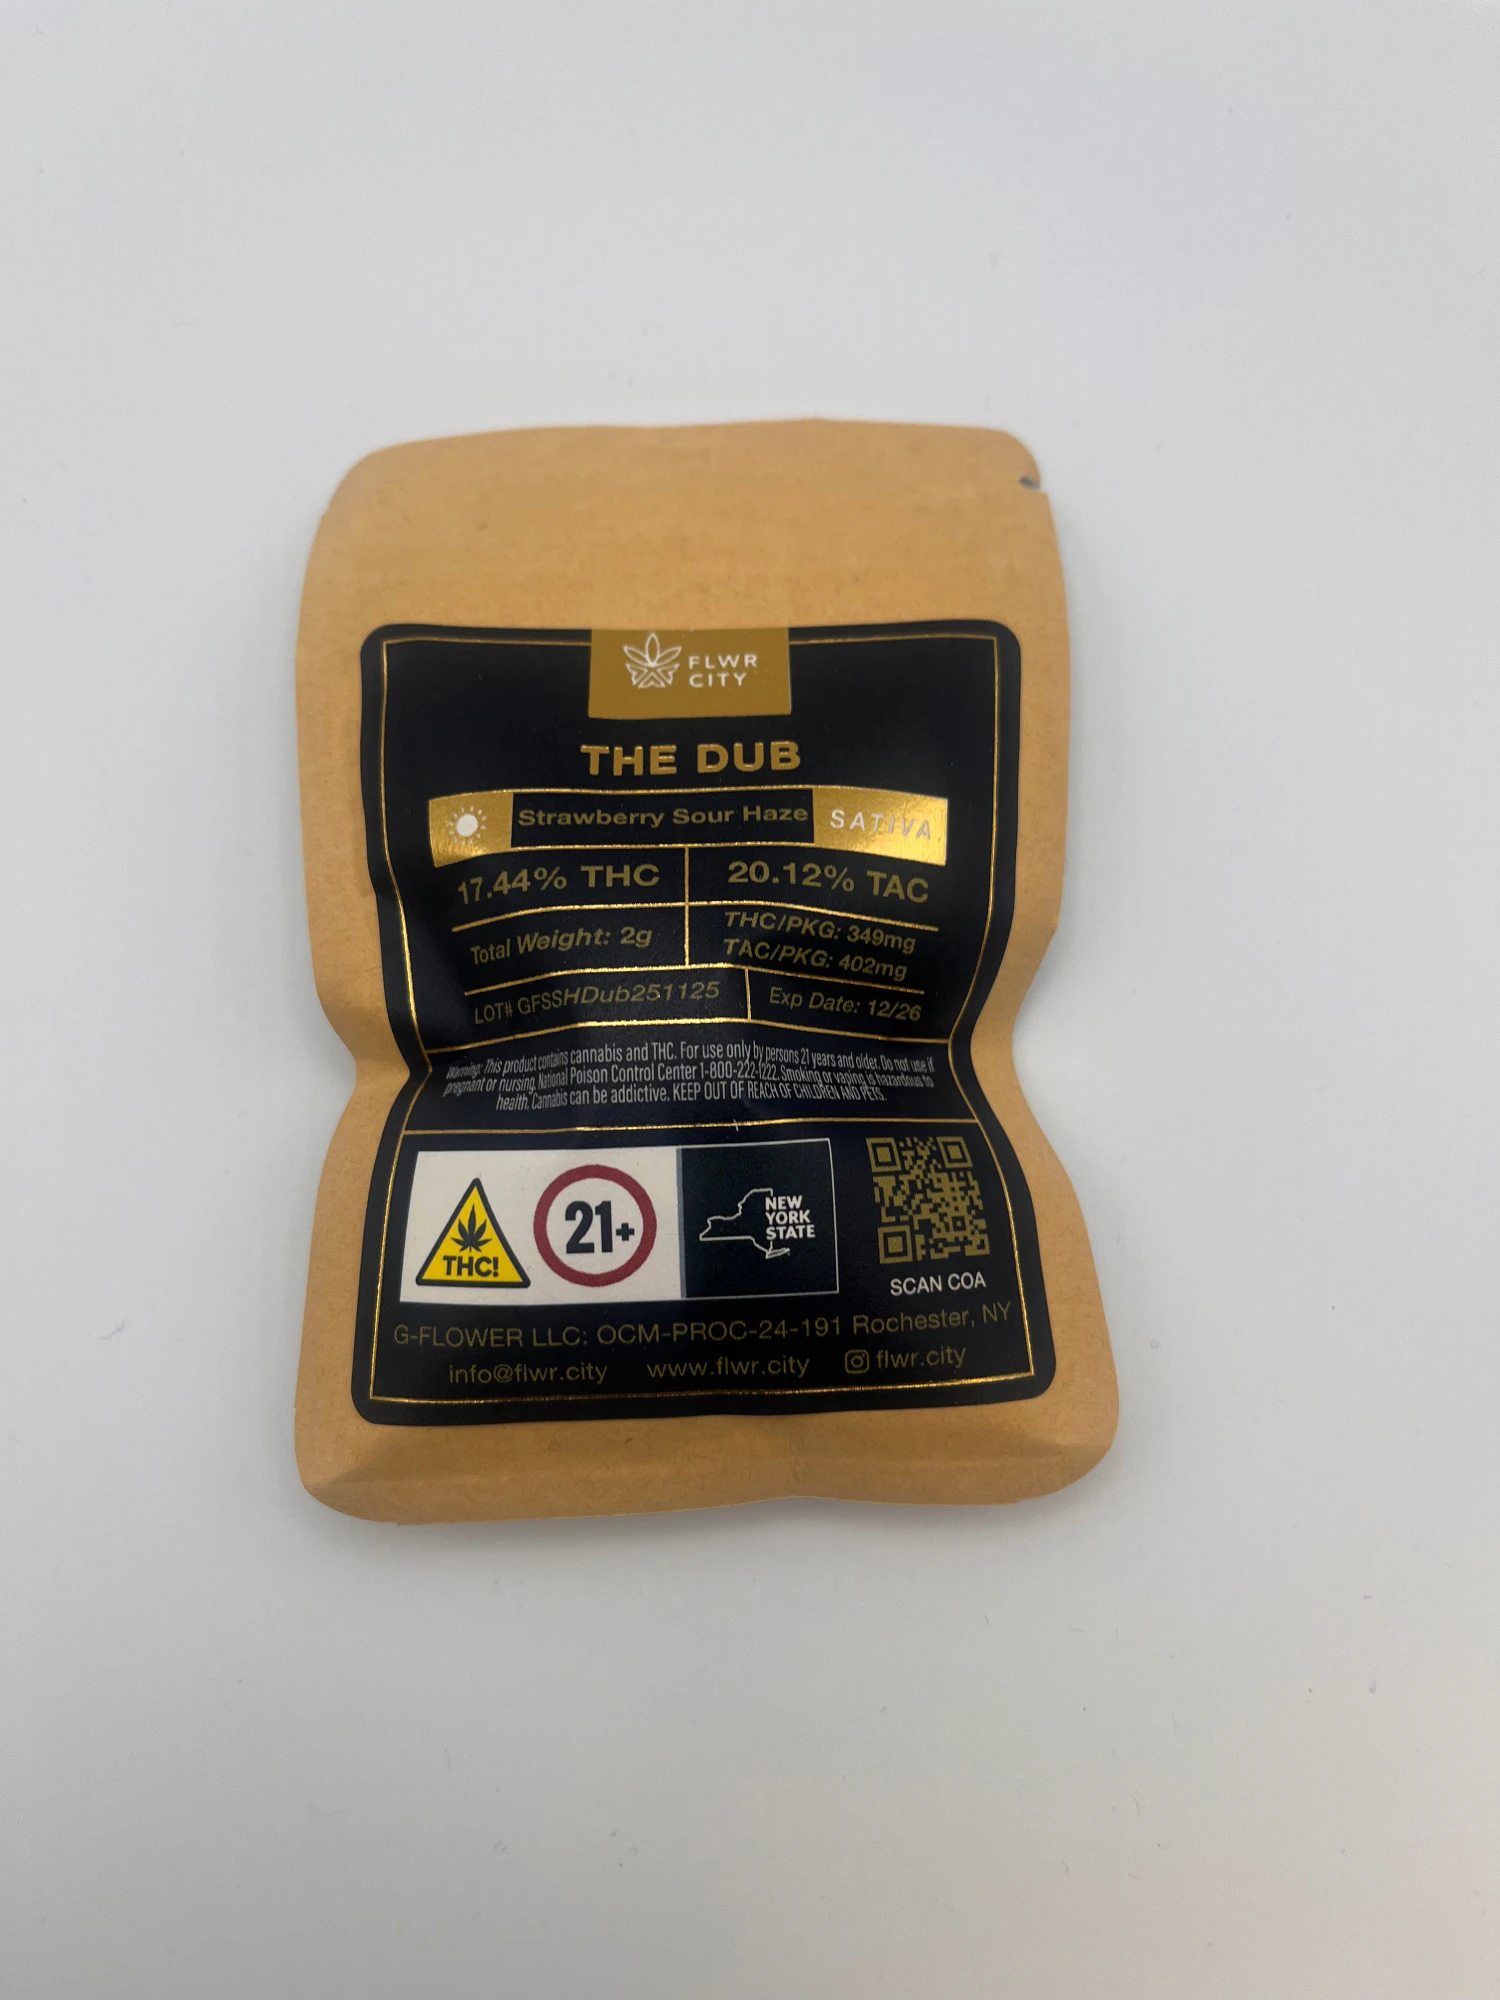 FLWR
CITY
THE DUB
Strawberry Sour Haze SATIVA
17.44% THC
20.12% TAC
Total Weight: 2g
THC/PKG: 349mg
TAC/PKG: 402mg
LOT# GFSSHDub251125
Exp Date: 12/26
Warning: This product contains cannabis and THC. For use only by persons 21 years and older. Do not use if
pregnant or nursing. National Poison Control Center 1-800-222-1222. Smoking or vaping is hazardous to
health. Cannabis can be addictive. KEEP OUT OF REACH OF CHILDREN AND PETS.
THC!
21+
NEW
YORK
STATE
SCAN COA
G-FLOWER LLC: OCM-PROC-24-191 Rochester, NY
info@flwr.city www.flwr.city flwr.city